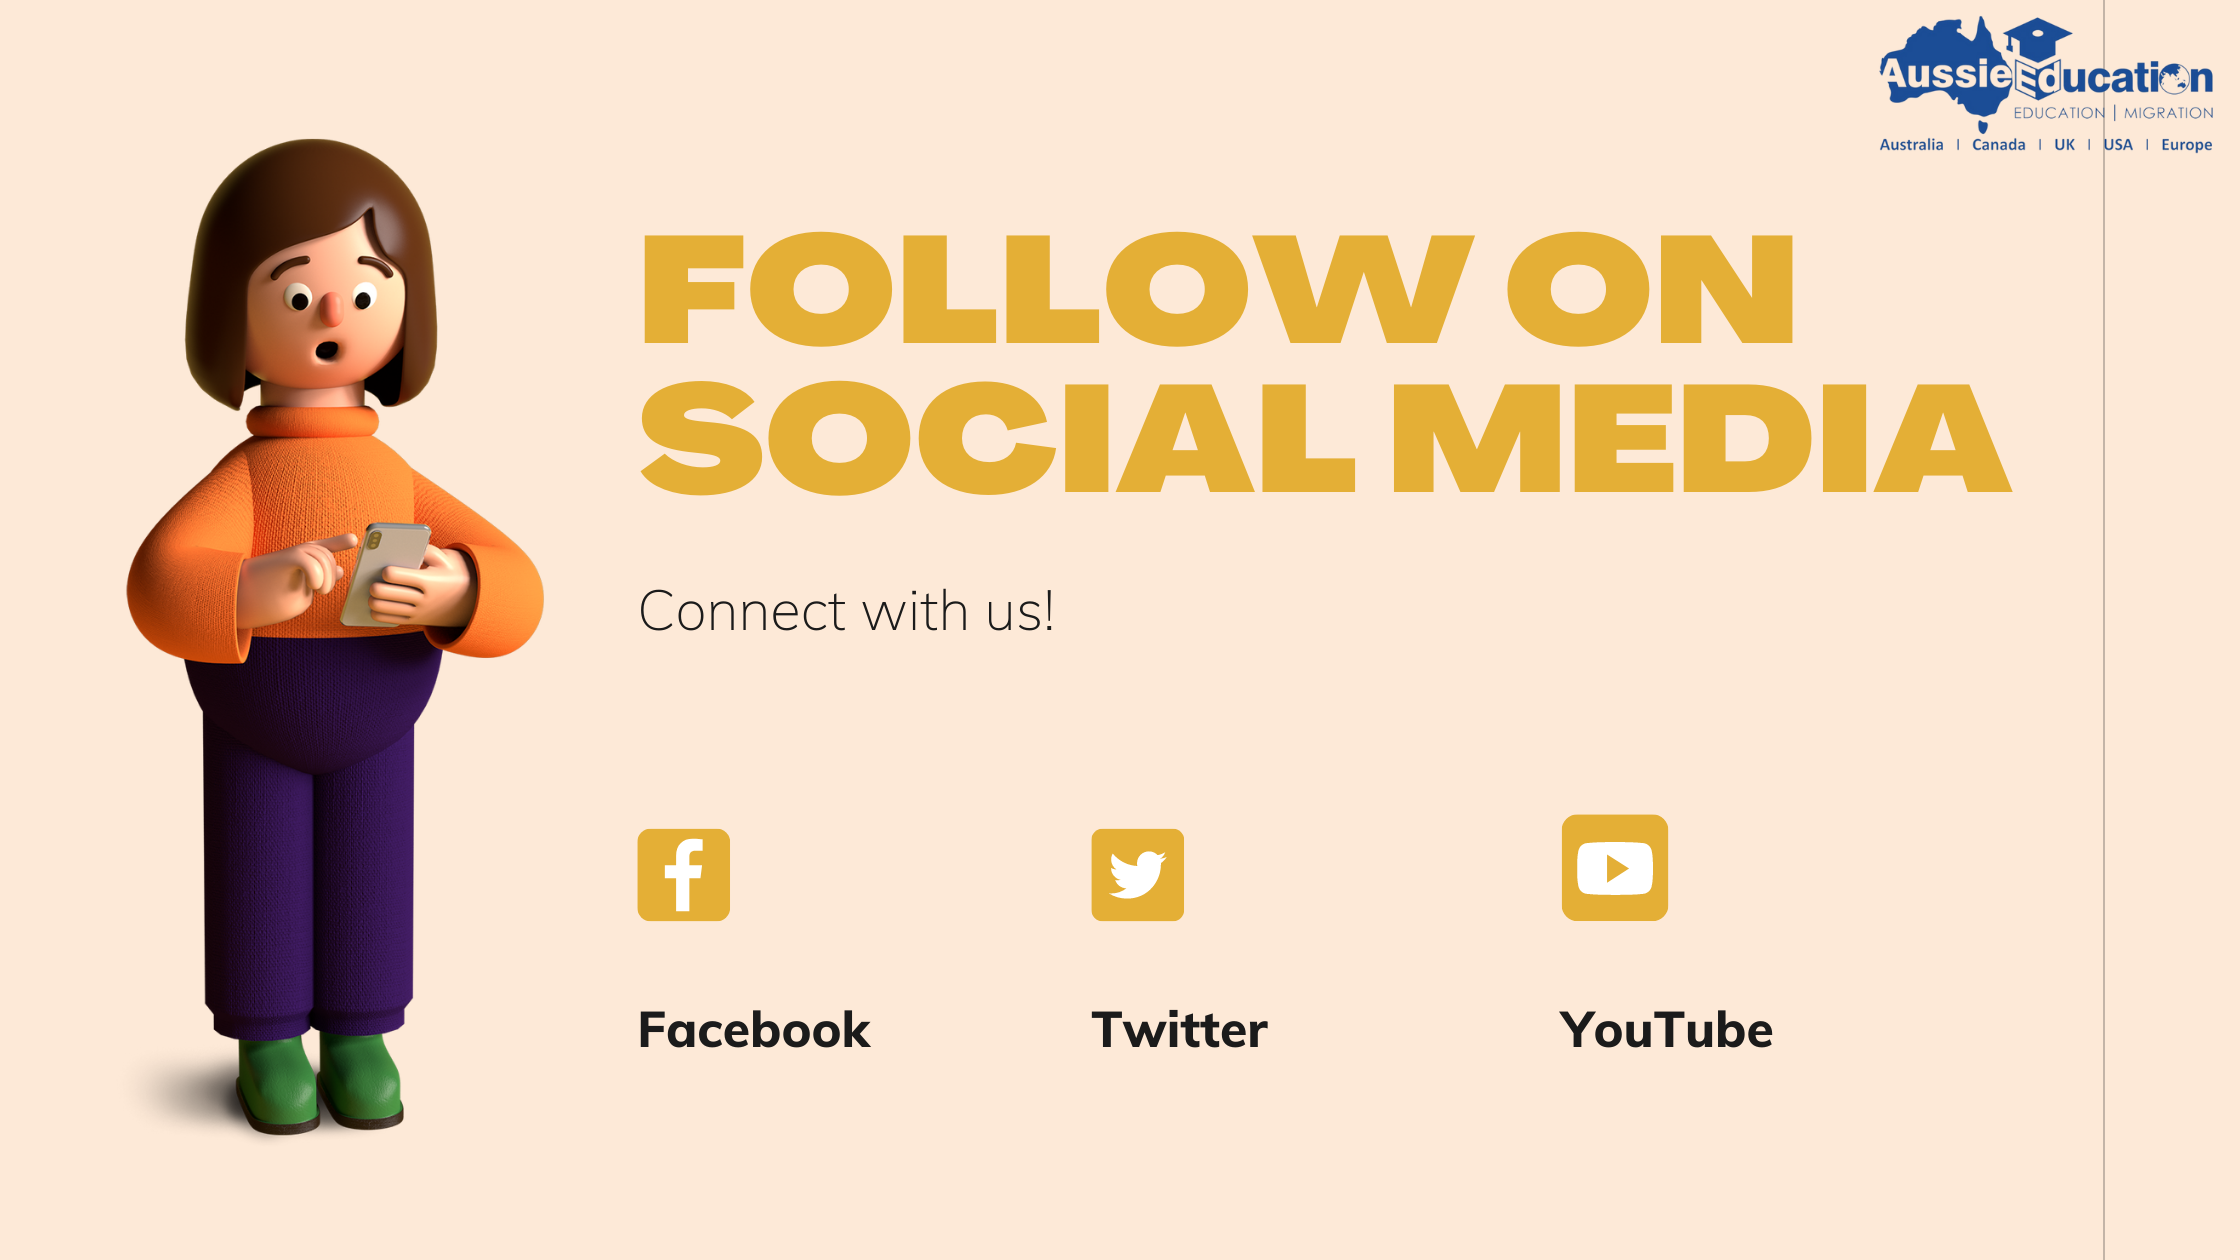 AussieEducation
EDUCATION | MIGRATION
Australia | Canada | UK | USA | Europe
FOLLOW ON
SOCIAL MEDIA
Connect with us!
Facebook
Twitter
YouTube